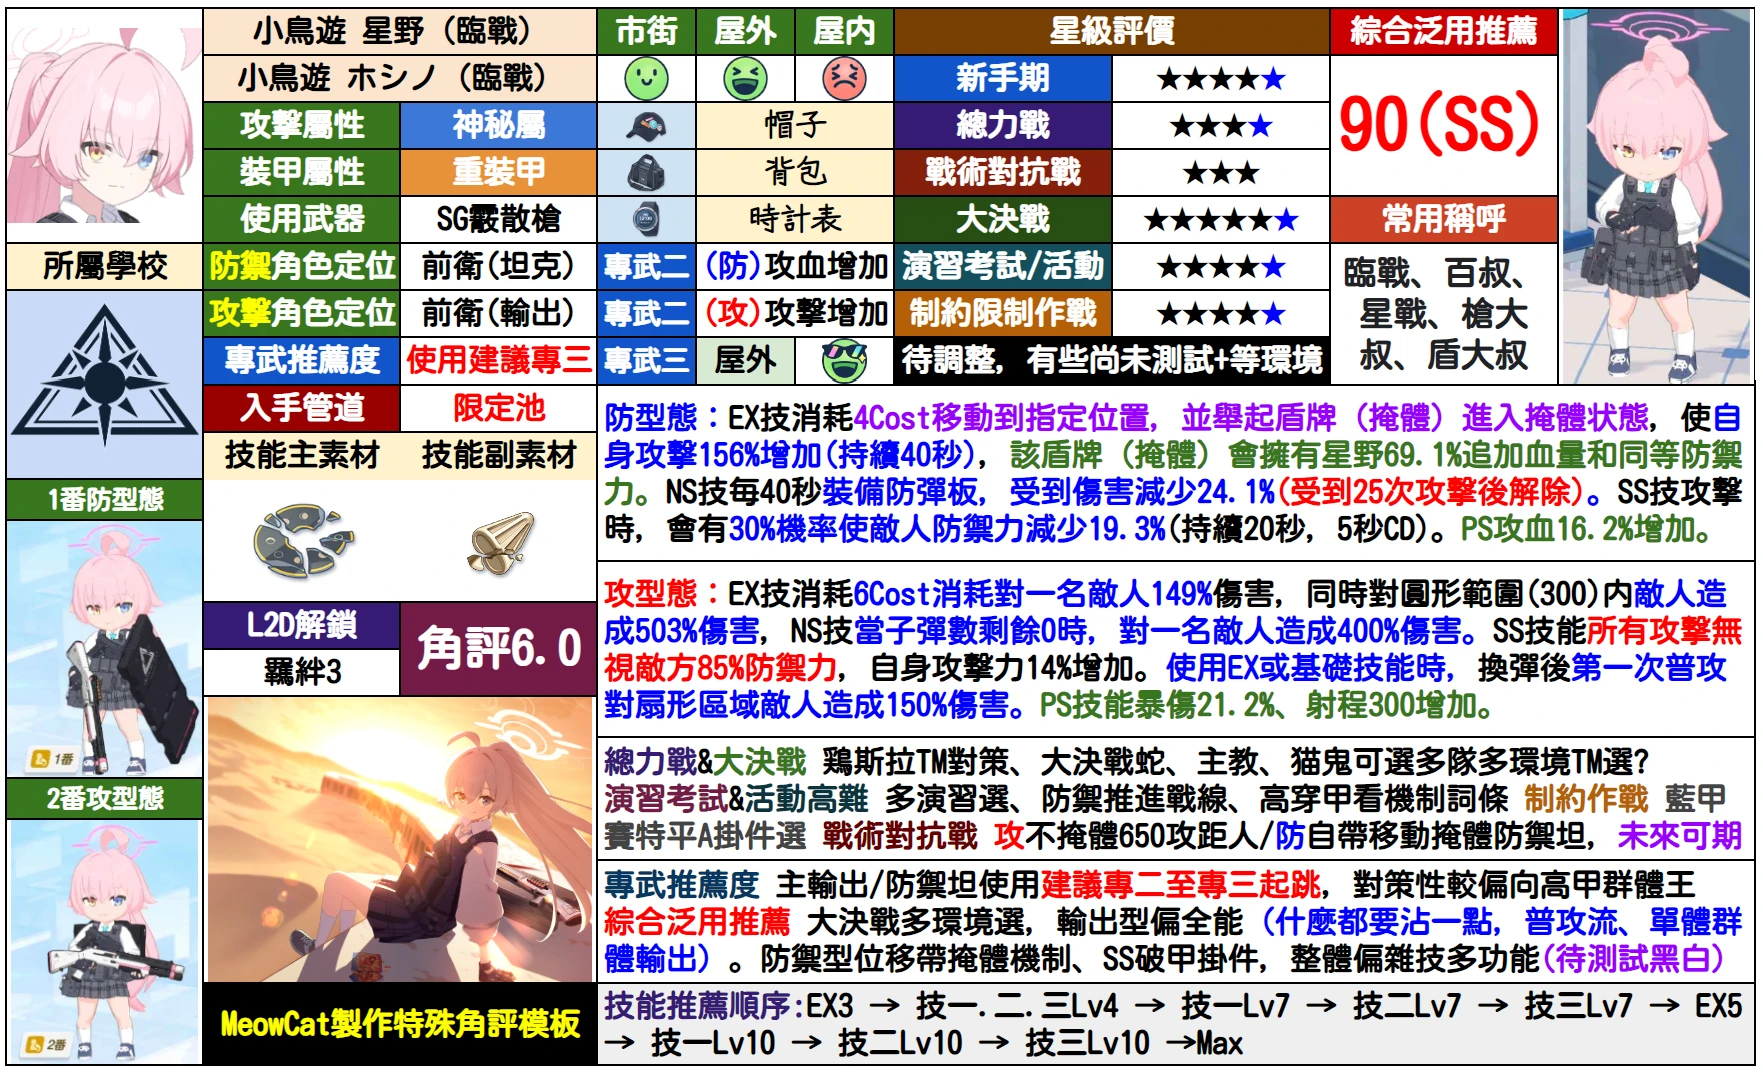 小鳥遊 星野（臨戰）
小鳥遊 ホシノ（臨戰）
市街 屋外 屋内
星級評價
綜合泛用推薦
新手期 ★★★★★
90(SS)
攻擊屬性 神秘屬
帽子
總力戰 ★★★★
裝甲屬性 重裝甲
背包
戰術對抗戰 ★★★
使用武器 SG霰散槍
時計表
大決戰 ★★★★★★
常用稱呼
所屬學校
防禦角色定位 前衛(坦克)
專武二 (防)攻血增加
演習考試/活動 ★★★★★
臨戰、百叔、
星戰、槍大
叔、盾大叔
攻擊角色定位 前衛(輸出)
專武二 (攻)攻擊增加
制約限制作戰 ★★★★★
專武推薦度 使用建議專三
專武三 屋外
待調整, 有些尚未測試+等環境
入手管道 限定池
技能主素材 技能副素材
防型態：EX技消耗4Cost移動到指定位置, 並舉起盾牌（掩體）進入掩體状態, 使自
身攻擊156%增加(持續40秒), 該盾牌（掩體）會擁有星野69.1%追加血量和同等防禦
力。NS技每40秒裝備防彈板, 受到傷害減少24.1%(受到25次攻擊後解除)。SS技攻擊
時, 會有30%機率使敵人防禦力減少19.3%(持續20秒, 5秒CD)。PS攻血16.2%增加。
1番防型態
1番
攻型態：EX技消耗6Cost消耗對一名敵人149%傷害, 同時對圓形範圍(300)内敵人造
成503%傷害, NS技當子彈數剩餘0時, 對一名敵人造成400%傷害。SS技能所有攻擊無
視敵方85%防禦力, 自身攻擊力14%增加。使用EX或基礎技能時, 換彈後第一次普攻
對扇形區域敵人造成150%傷害。PS技能暴傷21.2%、射程300增加。
L2D解鎖
羈絆3
角評6.0
總力戰&大決戰 鶏斯拉TM對策、大決戰蛇、主教、猫鬼可選多隊多環境TM選?
演習考試&活動高難 多演習選、防禦推進戰線、高穿甲看機制詞條 制約作戰 藍甲
賽特平A掛件選 戰術對抗戰 攻不掩體650攻距人/防自帶移動掩體防禦坦, 未來可期
2番攻型態
2番
專武推薦度 主輸出/防禦坦使用建議專二至專三起跳, 對策性較偏向高甲群體王
綜合泛用推薦 大決戰多環境選, 輸出型偏全能（什麼都要沾一點, 普攻流、單體群
體輸出）。防禦型位移帶掩體機制、SS破甲掛件, 整體偏雜技多功能(待測試黑白)
MeowCat製作特殊角評模板
技能推薦順序:EX3 → 技一.二.三Lv4 → 技一Lv7 → 技二Lv7 → 技三Lv7 → EX5
→ 技一Lv10 → 技二Lv10 → 技三Lv10 →Max